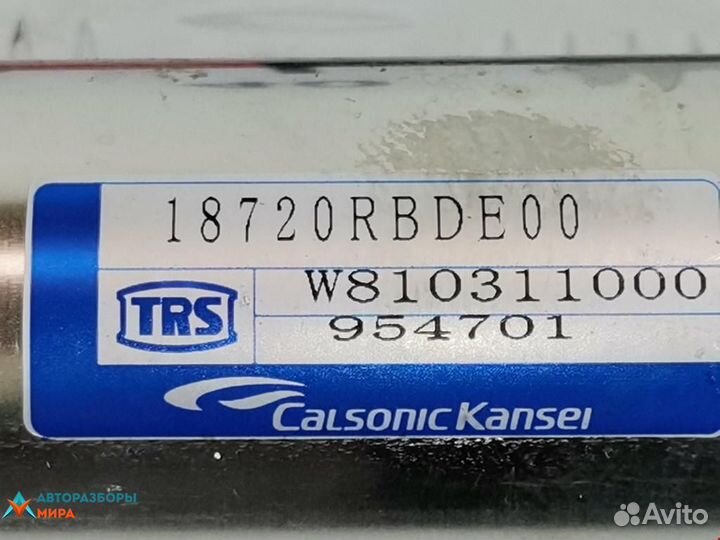 18720RBDE00
W810311000
TRS
954701
CALSONIC KANSEI
АВТОРАЗБОРЫ
МИРА
Avito